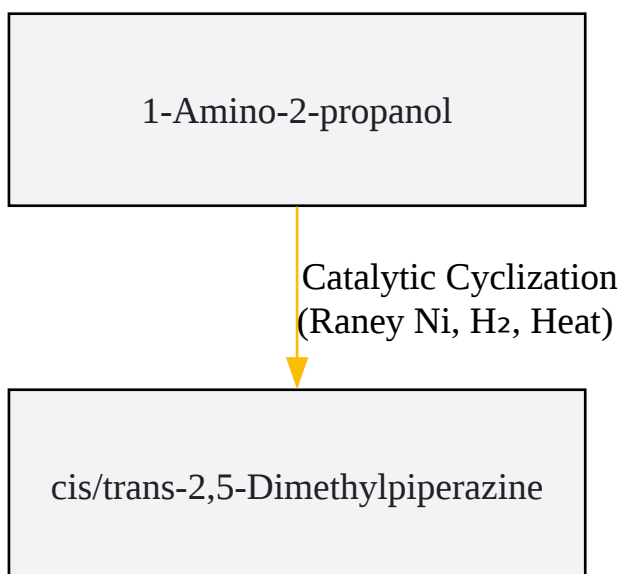 1-Amino-2-propanol
Catalytic Cyclization
(Raney Ni, H₂, Heat)
cis/trans-2,5-Dimethylpiperazine